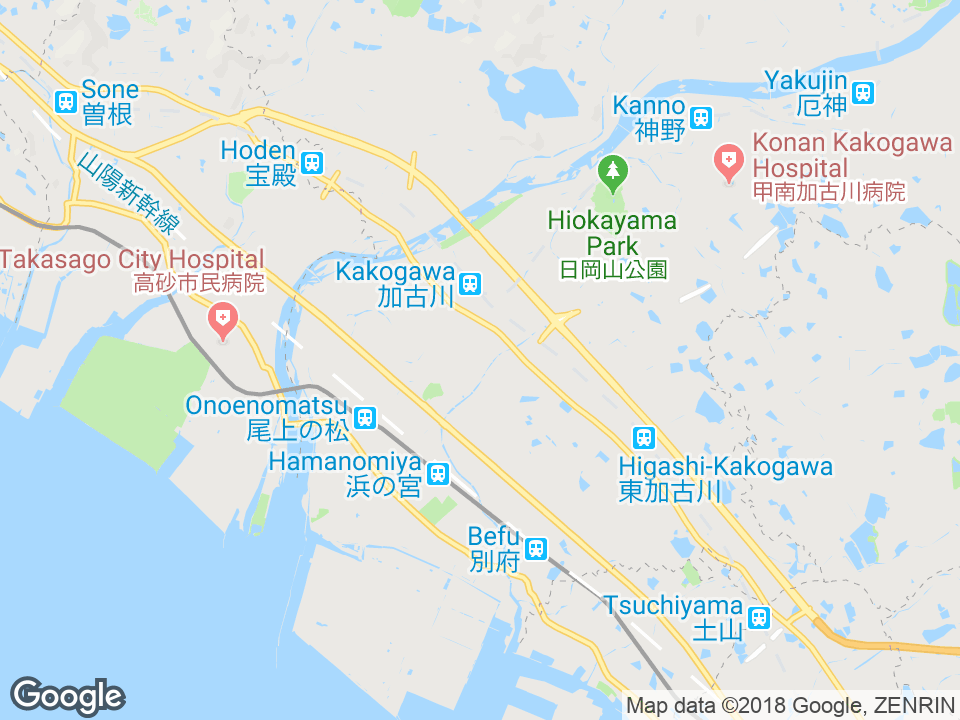 Sone
曽根
Yakujin
厄神
Kanno
神野
Hoden
宝殿
Konan Kakogawa
Hospital
甲南加古川病院
山陽新幹線
Hiokayama
Park
日岡山公園
Takasago City Hospital
高砂市民病院
Kakogawa
加古川
Onoenomatsu
尾上の松
Hamanomiya
浜の宮
Higashi-Kakogawa
東加古川
Befu
別府
Tsuchiyama
土山
Google
Map data ©2018 Google, ZENRIN